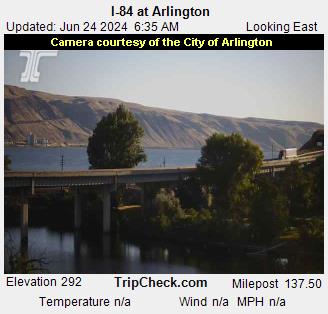 I-84 at Arlington
Updated: Jun 24 2024 6:35 AM Looking East
Camera courtesy of the City of Arlington
Elevation 292 TripCheck.com Milepost 137.50
Temperature n/a Wind n/a MPH n/a